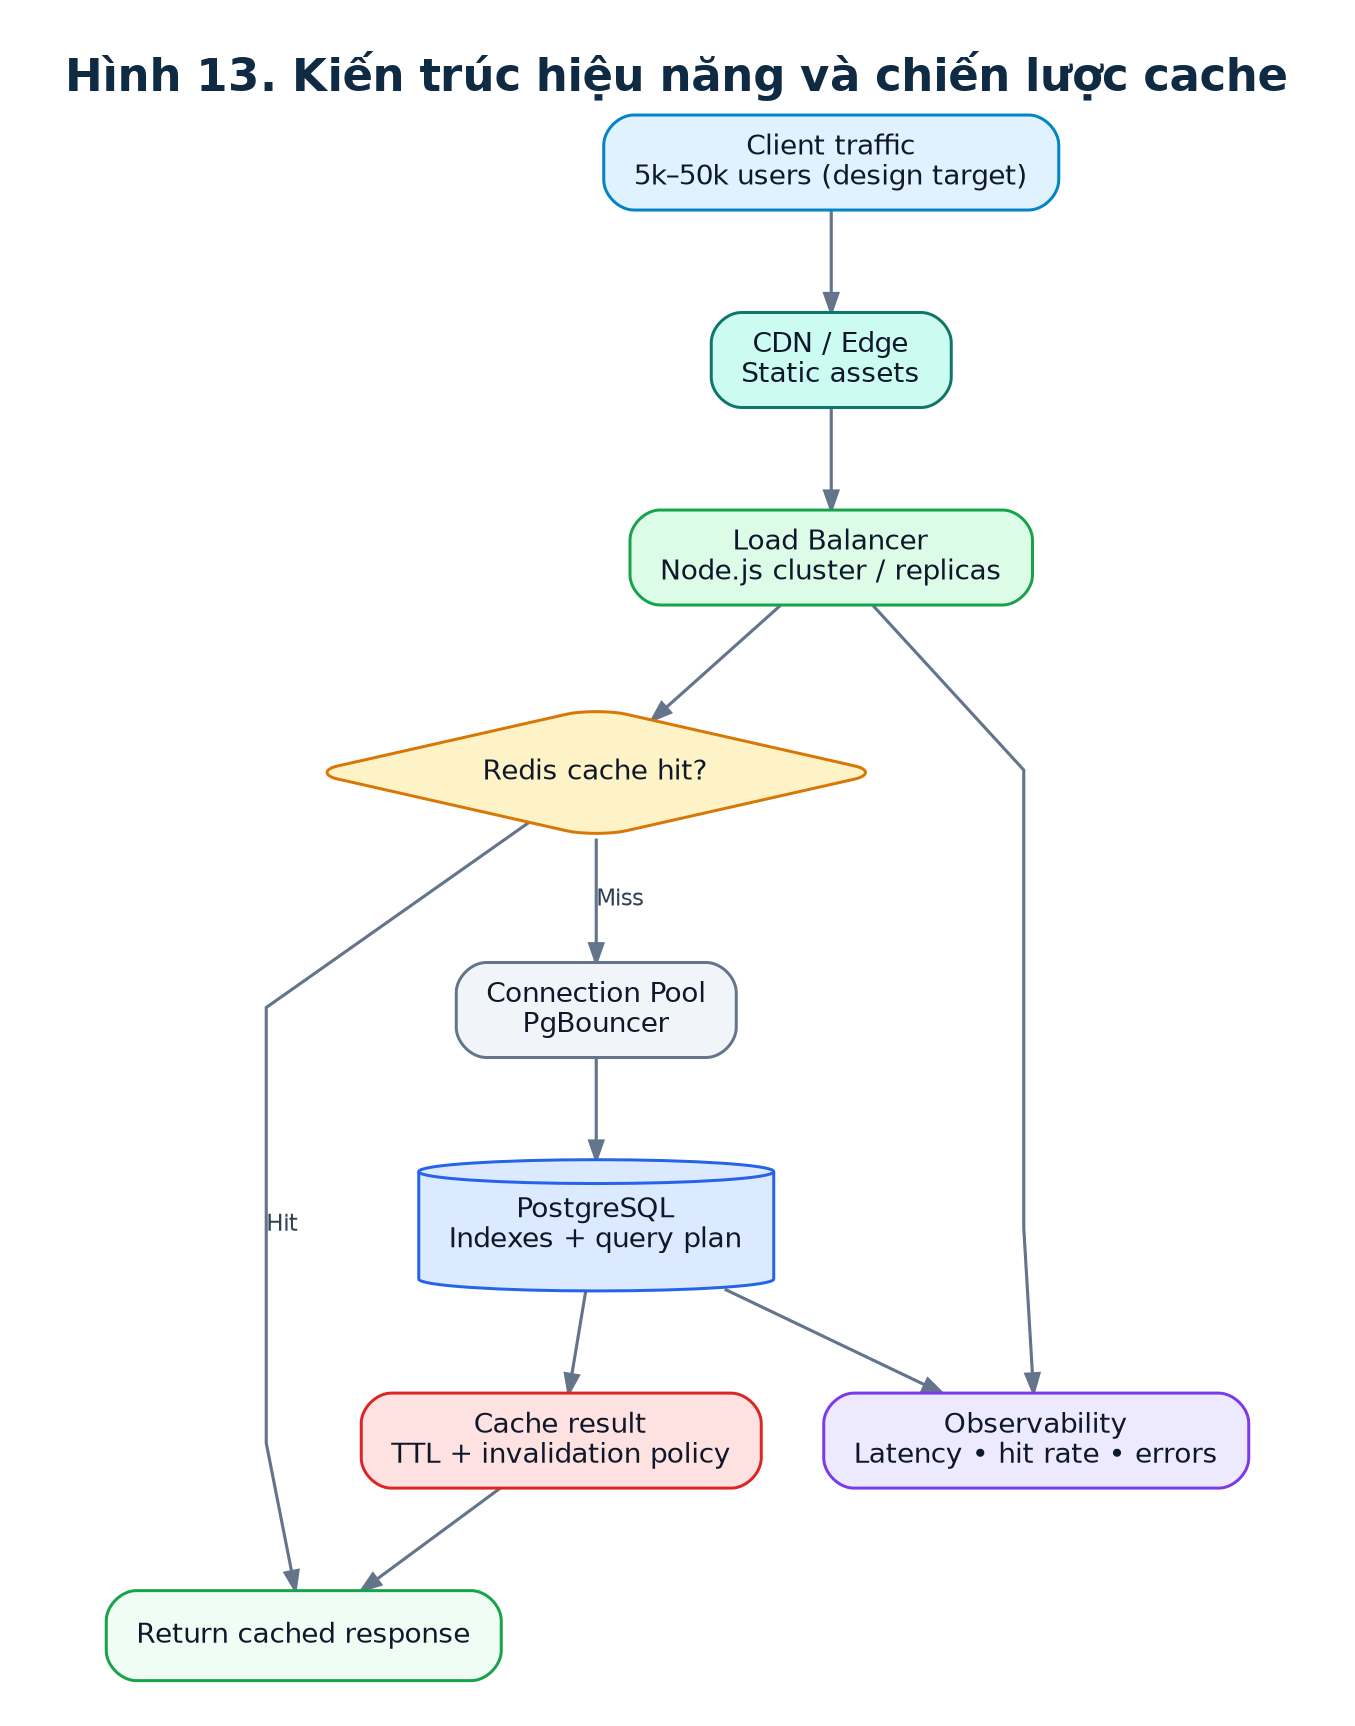 Hình 13. Kiến trúc hiệu năng và chiến lược cache
Client traffic
5k–50k users (design target)
CDN / Edge
Static assets
Load Balancer
Node.js cluster / replicas
Redis cache hit?
Miss
Connection Pool
PgBouncer
Hit
PostgreSQL
Indexes + query plan
Cache result
TTL + invalidation policy
Observability
Latency • hit rate • errors
Return cached response